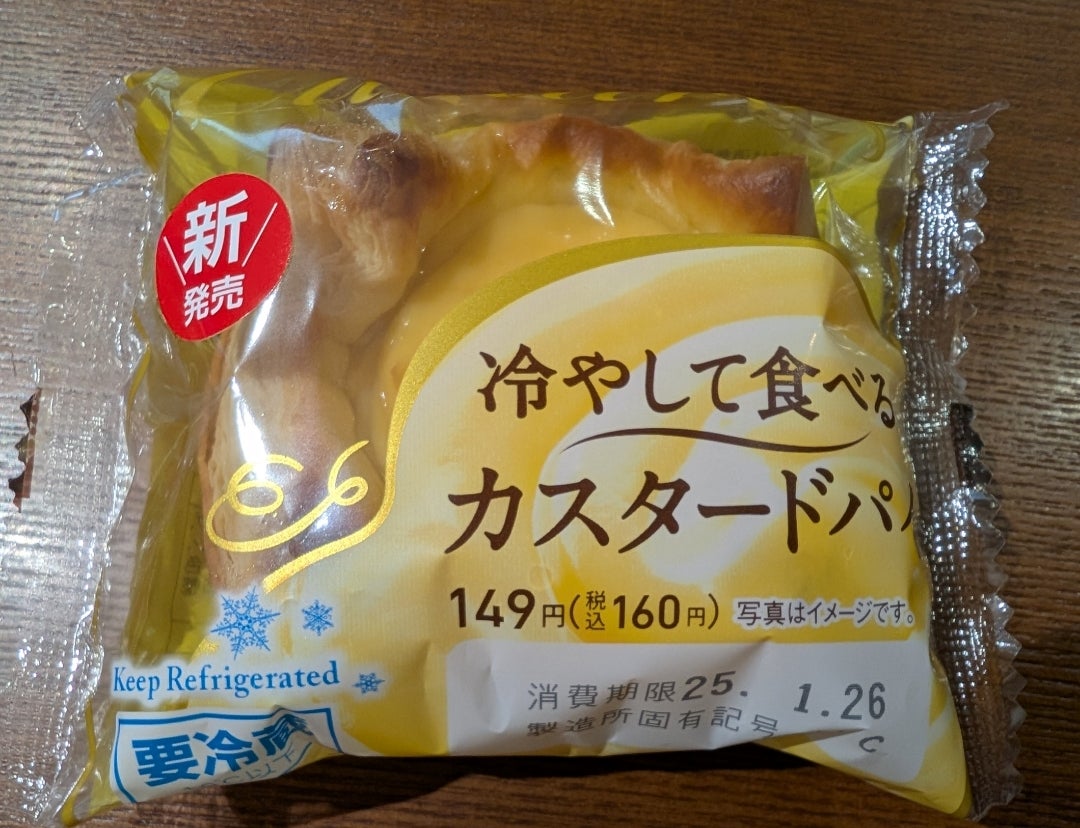 新
発売
冷やして食べる
カスタードパン
149円(税込160円)
写真はイメージです。
Keep Refrigerated
要冷蔵
消費期限25. 1.26
製造所固有記号 C